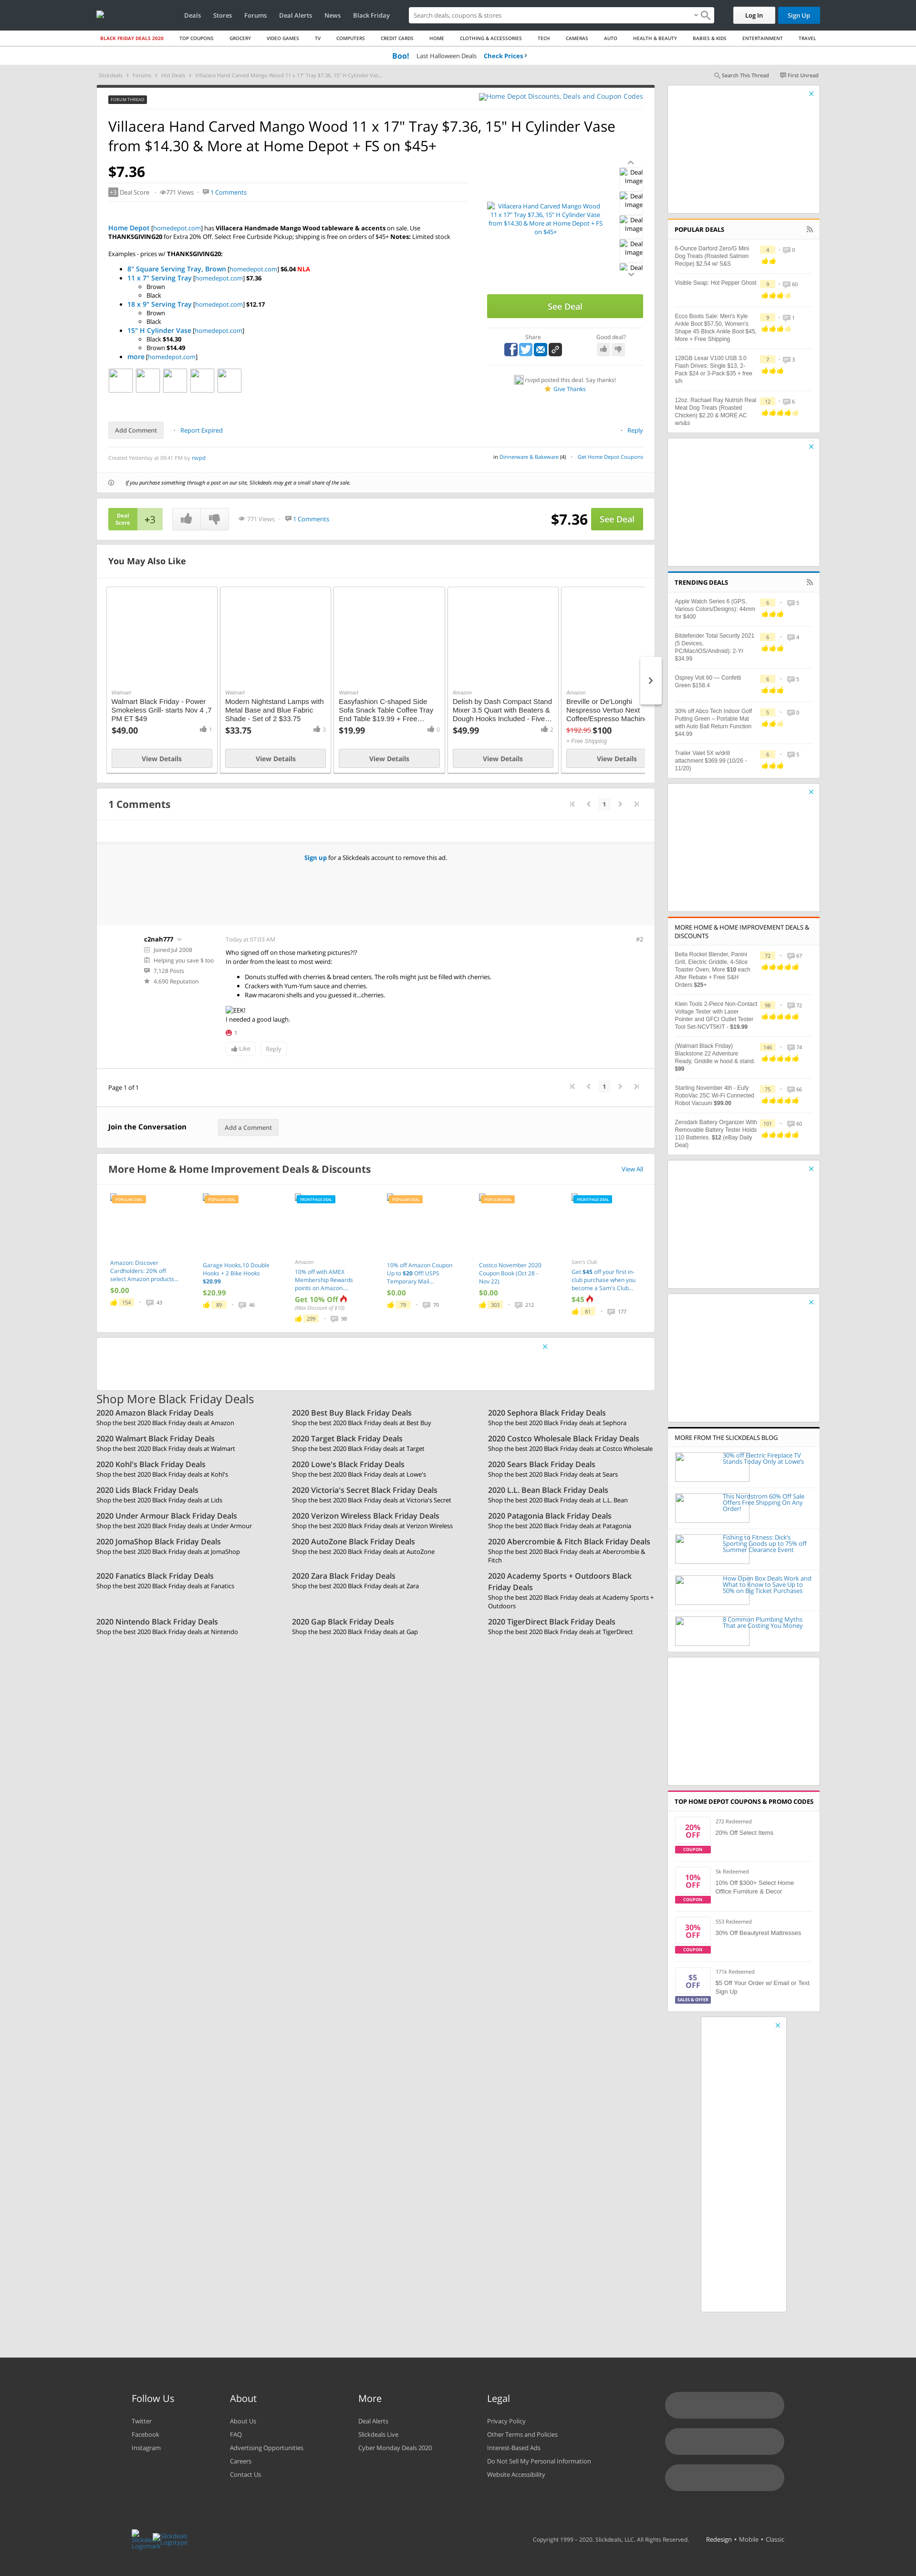 Deals Stores Forums Deal Alerts News Black Friday
Search deals, coupons & stores
Log In Sign Up
BLACK FRIDAY DEALS 2020 TOP COUPONS GROCERY VIDEO GAMES TV COMPUTERS CREDIT CARDS HOME CLOTHING & ACCESSORIES TECH CAMERAS AUTO HEALTH & BEAUTY BABIES & KIDS ENTERTAINMENT TRAVEL
Boo! Last Halloween Deals Check Prices ›
Slickdeals › Forums › Hot Deals › Villacera Hand Carved Mango Wood 11 x 17" Tray $7.36, 15" H Cylinder Vas...
Search This Thread First Unread
FORUM THREAD
Home Depot Discounts, Deals and Coupon Codes
Villacera Hand Carved Mango Wood 11 x 17" Tray $7.36, 15" H Cylinder Vase
from $14.30 & More at Home Depot + FS on $45+
$7.36
+3 Deal Score 771 Views 1 Comments
Home Depot [homedepot.com] has Villacera Handmade Mango Wood tableware & accents on sale, Use
THANKSGIVING20 for Extra 20% Off. Select Free Curbside Pickup; shipping is free on orders of $45+ Notes: Limited stock
Examples - prices w/ THANKSGIVING20:
8" Square Serving Tray, Brown [homedepot.com] $6.04 NLA
11 x 7" Serving Tray [homedepot.com] $7.36
Brown
Black
18 x 9" Serving Tray [homedepot.com] $12.17
Brown
Black
15" H Cylinder Vase [homedepot.com]
Black $14.30
Brown $14.49
more [homedepot.com]
Villacera Hand Carved Mango Wood
11 x 17" Tray $7.36, 15" H Cylinder Vase
from $14.30 & More at Home Depot + FS
on $45+
Deal
Image
Deal
Image
Deal
Image
Deal
Image
Deal
See Deal
Share Good deal?
rsvpd posted this deal. Say thanks!
Give Thanks
Add Comment Report Expired Reply
Created Yesterday at 09:41 PM by rsvpd
in Dinnerware & Bakeware (4) Get Home Depot Coupons
If you purchase something through a post on our site, Slickdeals may get a small share of the sale.
Deal
Score
+3
771 Views 1 Comments
$7.36 See Deal
You May Also Like
Walmart
Walmart Black Friday - Power
Smokeless Grill- starts Nov 4 ,7
PM ET $49
$49.00 1
View Details
Walmart
Modern Nightstand Lamps with
Metal Base and Blue Fabric
Shade - Set of 2 $33.75
$33.75 3
View Details
Walmart
Easyfashion C-shaped Side
Sofa Snack Table Coffee Tray
End Table $19.99 + Free…
$19.99 0
View Details
Amazon
Delish by Dash Compact Stand
Mixer 3.5 Quart with Beaters &
Dough Hooks Included - Five…
$49.99 2
View Details
Amazon
Breville or De'Longhi
Nespresso Vertuo Next
Coffee/Espresso Machine
$192.95 $100
+ Free Shipping
View Details
1 Comments
1
Sign up for a Slickdeals account to remove this ad.
c2nah777
Joined Jul 2008
Helping you save $ too
7,128 Posts
4,690 Reputation
Today at 07:03 AM #2
Who signed off on those marketing pictures?!?
In order from the least to most weird:
Donuts stuffed with cherries & bread centers. The rolls might just be filled with cherries.
Crackers with Yum-Yum sauce and cherries.
Raw macaroni shells and you guessed it...cherries.
EEK!
I needed a good laugh.
1
Like Reply
Page 1 of 1
1
Join the Conversation Add a Comment
More Home & Home Improvement Deals & Discounts View All
POPULAR DEAL
Amazon: Discover
Cardholders: 20% off
select Amazon products...
$0.00
154 43
POPULAR DEAL
Garage Hooks,10 Double
Hooks + 2 Bike Hooks
$20.99
$20.99
89 46
FRONTPAGE DEAL
Amazon
10% off with AMEX
Membership Rewards
points on Amazon....
Get 10% Off
(Max Discount of $10)
299 98
POPULAR DEAL
10% off Amazon Coupon
Up to $20 Off! USPS
Temporary Mail...
$0.00
79 70
POPULAR DEAL
Costco November 2020
Coupon Book (Oct 28 -
Nov 22)
$0.00
303 212
FRONTPAGE DEAL
Sam's Club
Get $45 off your first in-
club purchase when you
become a Sam's Club...
$45
81 177
Shop More Black Friday Deals
2020 Amazon Black Friday Deals
Shop the best 2020 Black Friday deals at Amazon
2020 Best Buy Black Friday Deals
Shop the best 2020 Black Friday deals at Best Buy
2020 Sephora Black Friday Deals
Shop the best 2020 Black Friday deals at Sephora
2020 Walmart Black Friday Deals
Shop the best 2020 Black Friday deals at Walmart
2020 Target Black Friday Deals
Shop the best 2020 Black Friday deals at Target
2020 Costco Wholesale Black Friday Deals
Shop the best 2020 Black Friday deals at Costco Wholesale
2020 Kohl's Black Friday Deals
Shop the best 2020 Black Friday deals at Kohl's
2020 Lowe's Black Friday Deals
Shop the best 2020 Black Friday deals at Lowe's
2020 Sears Black Friday Deals
Shop the best 2020 Black Friday deals at Sears
2020 Lids Black Friday Deals
Shop the best 2020 Black Friday deals at Lids
2020 Victoria's Secret Black Friday Deals
Shop the best 2020 Black Friday deals at Victoria's Secret
2020 L.L. Bean Black Friday Deals
Shop the best 2020 Black Friday deals at L.L. Bean
2020 Under Armour Black Friday Deals
Shop the best 2020 Black Friday deals at Under Armour
2020 Verizon Wireless Black Friday Deals
Shop the best 2020 Black Friday deals at Verizon Wireless
2020 Patagonia Black Friday Deals
Shop the best 2020 Black Friday deals at Patagonia
2020 JomaShop Black Friday Deals
Shop the best 2020 Black Friday deals at JomaShop
2020 AutoZone Black Friday Deals
Shop the best 2020 Black Friday deals at AutoZone
2020 Abercrombie & Fitch Black Friday Deals
Shop the best 2020 Black Friday deals at Abercrombie &
Fitch
2020 Fanatics Black Friday Deals
Shop the best 2020 Black Friday deals at Fanatics
2020 Zara Black Friday Deals
Shop the best 2020 Black Friday deals at Zara
2020 Academy Sports + Outdoors Black
Friday Deals
Shop the best 2020 Black Friday deals at Academy Sports +
Outdoors
2020 Nintendo Black Friday Deals
Shop the best 2020 Black Friday deals at Nintendo
2020 Gap Black Friday Deals
Shop the best 2020 Black Friday deals at Gap
2020 TigerDirect Black Friday Deals
Shop the best 2020 Black Friday deals at TigerDirect
POPULAR DEALS
6-Ounce Darford Zero/G Mini
Dog Treats (Roasted Salmon
Recipe) $2.54 w/ S&S
4 0
Visible Swap: Hot Pepper Ghost
9 60
Ecco Boots Sale: Men's Kyle
Ankle Boot $57.50, Women's
Shape 45 Block Ankle Boot $45,
More + Free Shipping
9 1
128GB Lexar V100 USB 3.0
Flash Drives: Single $13, 2-
Pack $24 or 3-Pack $35 + free
s/h
7 3
12oz. Rachael Ray Nutrish Real
Meat Dog Treats (Roasted
Chicken) $2.20 & MORE AC
w/s&s
12 6
TRENDING DEALS
Apple Watch Series 6 (GPS,
Various Colors/Designs): 44mm
for $400
6 5
Bitdefender Total Security 2021
(5 Devices,
PC/Mac/iOS/Android): 2-Yr
$34.99
6 4
Osprey Volt 60 — Confetti
Green $158.4
6 5
30% off Abco Tech Indoor Golf
Putting Green – Portable Mat
with Auto Ball Return Function
$44.99
5 0
Trailer Valet 5X w/drill
attachment $369.99 (10/26 -
11/20)
6 5
MORE HOME & HOME IMPROVEMENT DEALS &
DISCOUNTS
Bella Rocket Blender, Panini
Grill, Electric Griddle, 4-Slice
Toaster Oven, More $10 each
After Rebate + Free S&H
Orders $25+
72 67
Klein Tools 2-Piece Non-Contact
Voltage Tester with Laser
Pointer and GFCI Outlet Tester
Tool Set-NCVT5KIT - $19.99
98 72
(Walmart Black Friday)
Blackstone 22 Adventure
Ready, Griddle w hood & stand.
$99
146 74
Starting November 4th - Eufy
RoboVac 25C Wi-Fi Connected
Robot Vacuum $99.00
75 66
Zerodark Battery Organizer With
Removable Battery Tester Holds
110 Batteries. $12 (eBay Daily
Deal)
101 60
MORE FROM THE SLICKDEALS BLOG
30% off Electric Fireplace TV
Stands Today Only at Lowe's
This Nordstrom 60% Off Sale
Offers Free Shipping On Any
Order!
Fishing to Fitness: Dick's
Sporting Goods up to 75% off
Summer Clearance Event
How Open Box Deals Work and
What to Know to Save Up to
50% on Big Ticket Purchases
8 Common Plumbing Myths
That are Costing You Money
TOP HOME DEPOT COUPONS & PROMO CODES
20%
OFF
COUPON
272 Redeemed
20% Off Select Items
10%
OFF
COUPON
5k Redeemed
10% Off $300+ Select Home
Office Furniture & Decor
30%
OFF
COUPON
553 Redeemed
30% Off Beautyrest Mattresses
$5
OFF
SALES & OFFER
171k Redeemed
$5 Off Your Order w/ Email or Text
Sign Up
Follow Us
Twitter
Facebook
Instagram
About
About Us
FAQ
Advertising Opportunities
Careers
Contact Us
More
Deal Alerts
Slickdeals Live
Cyber Monday Deals 2020
Legal
Privacy Policy
Other Terms and Policies
Interest-Based Ads
Do Not Sell My Personal Information
Website Accessibility
Slickdeals
Logotype
Copyright 1999 – 2020. Slickdeals, LLC. All Rights Reserved. Redesign • Mobile • Classic